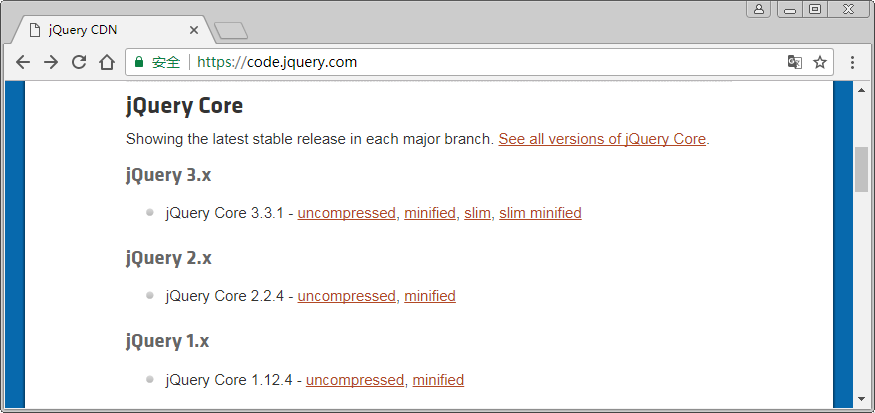 jQuery CDN
安全 https://code.jquery.com
jQuery Core
Showing the latest stable release in each major branch. See all versions of jQuery Core.
jQuery 3.x
jQuery Core 3.3.1 - uncompressed, minified, slim, slim minified
jQuery 2.x
jQuery Core 2.2.4 - uncompressed, minified
jQuery 1.x
jQuery Core 1.12.4 - uncompressed, minified